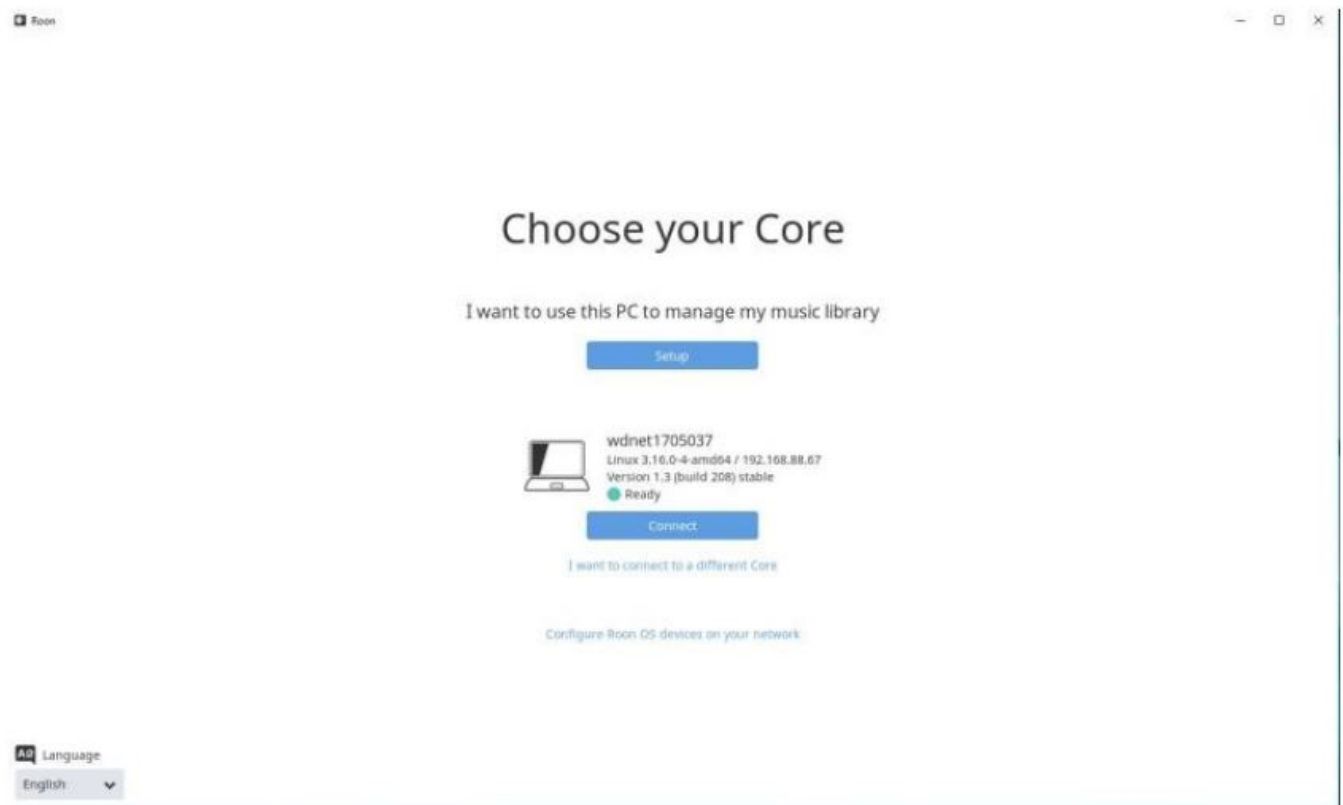 Roon
Choose your Core
I want to use this PC to manage my music library
Setup
wdnet1705037
Linux 3.16.0-4-amd64 / 192.168.88.67
Version 1.3 (build 208) stable
Ready
Connect
I want to connect to a different Core
Configure Roon OS devices on your network
Language
English